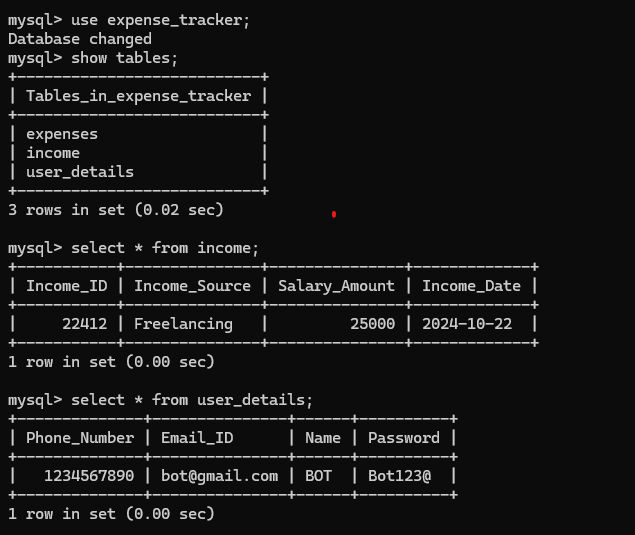 mysql> use expense_tracker;
Database changed
mysql> show tables;
+---------------------------+
| Tables_in_expense_tracker |
+---------------------------+
| expenses                  |
| income                    |
| user_details              |
+---------------------------+
3 rows in set (0.02 sec)

mysql> select * from income;
+-----------+---------------+---------------+-------------+
| Income_ID | Income_Source | Salary_Amount | Income_Date |
+-----------+---------------+---------------+-------------+
|     22412 | Freelancing   |         25000 | 2024-10-22  |
+-----------+---------------+---------------+-------------+
1 row in set (0.00 sec)

mysql> select * from user_details;
+--------------+---------------+------+----------+
| Phone_Number | Email_ID      | Name | Password |
+--------------+---------------+------+----------+
|   1234567890 | bot@gmail.com | BOT  | Bot123@  |
+--------------+---------------+------+----------+
1 row in set (0.00 sec)